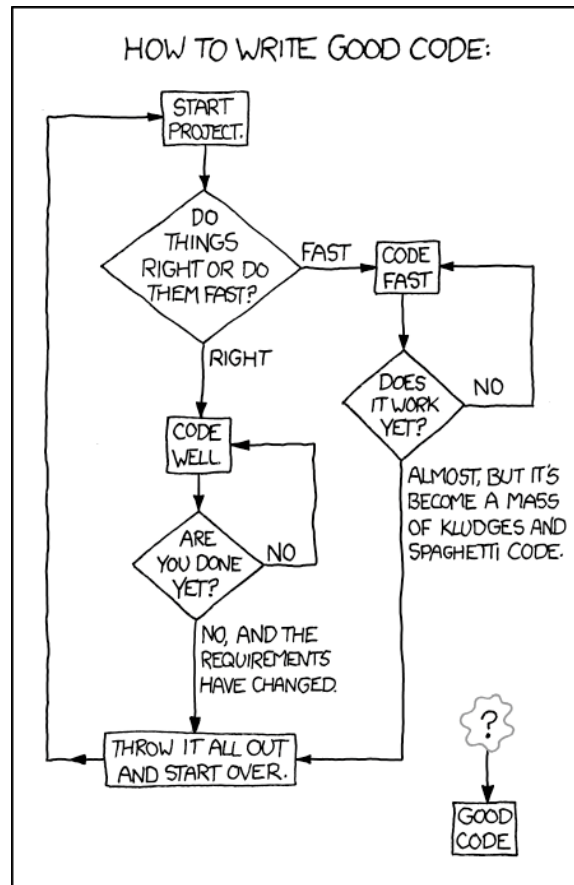 HOW TO WRITE GOOD CODE:
START
PROJECT.
DO
THINGS
RIGHT OR DO
THEM FAST?
FAST
CODE
FAST
RIGHT
DOES
IT WORK
YET?
NO
CODE
WELL.
ALMOST, BUT IT'S
BECOME A MASS
OF KLUDGES AND
SPAGHETTI CODE.
ARE
YOU DONE
YET?
NO
NO, AND THE
REQUIREMENTS
HAVE CHANGED.
THROW IT ALL OUT
AND START OVER.
?
GOOD
CODE